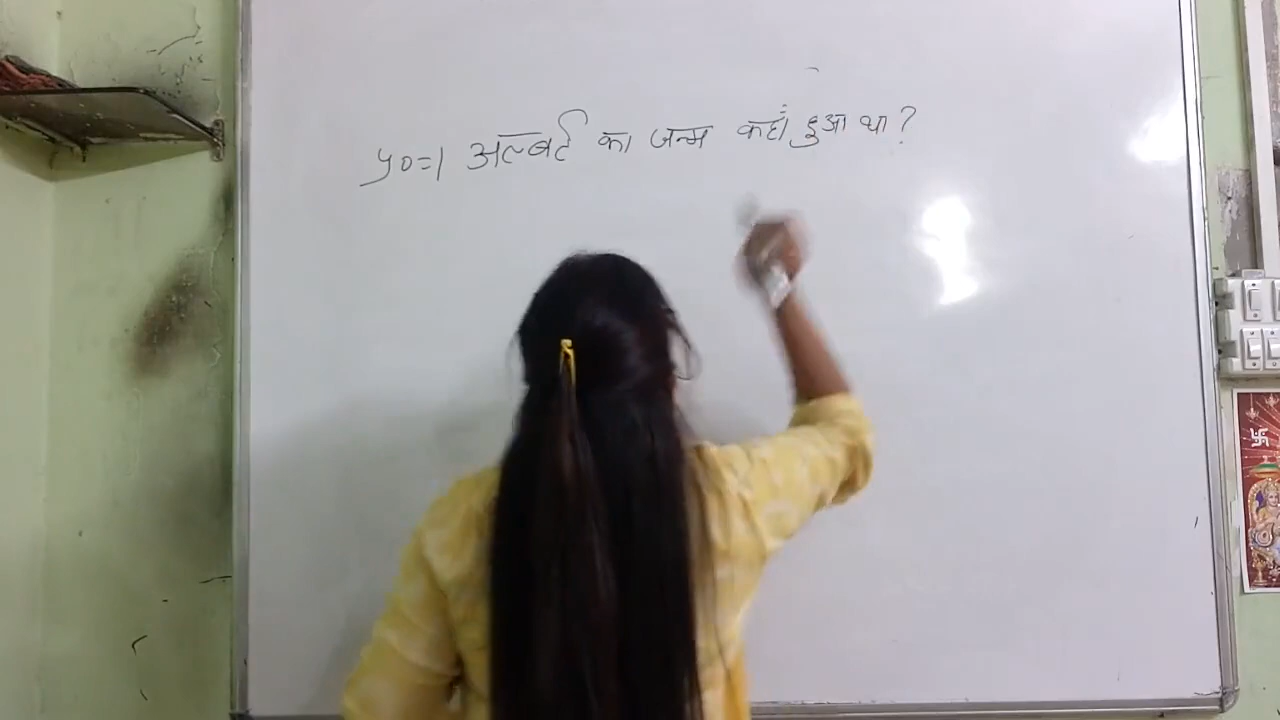 प्र०=1 अल्बर्ट का जन्म कहाँ हुआ था?